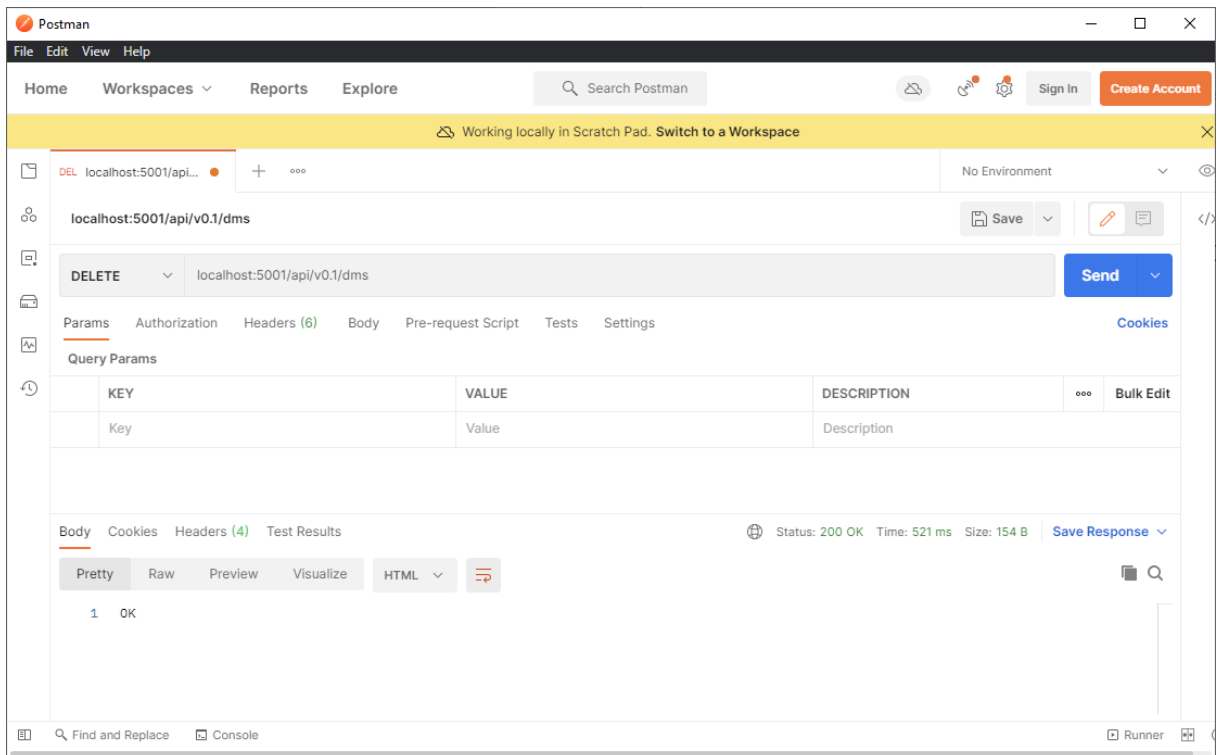 Postman
File Edit View Help
Home Workspaces Reports Explore Search Postman Sign In Create Account
Working locally in Scratch Pad. Switch to a Workspace
DEL localhost:5001/api... No Environment
localhost:5001/api/v0.1/dms Save
DELETE localhost:5001/api/v0.1/dms Send
Params Authorization Headers (6) Body Pre-request Script Tests Settings Cookies
Query Params
KEY VALUE DESCRIPTION Bulk Edit
Key Value Description
Body Cookies Headers (4) Test Results Status: 200 OK Time: 521 ms Size: 154 B Save Response
Pretty Raw Preview Visualize HTML
1 OK
Find and Replace Console Runner